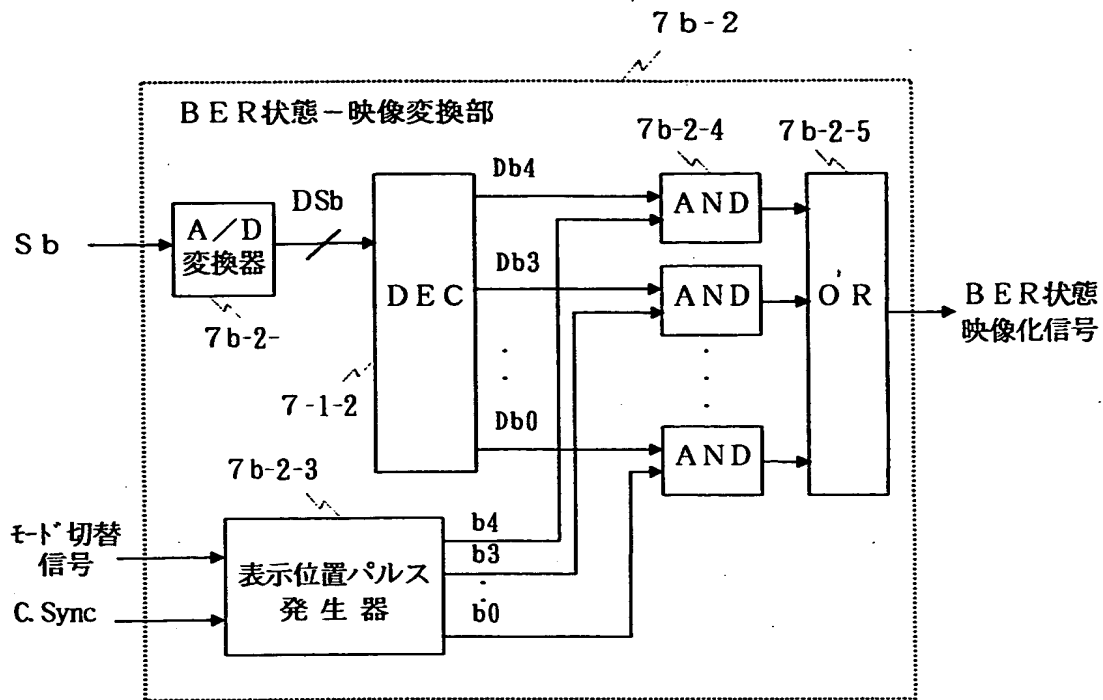 7b-2
BER状態-映像変換部
7b-2-4
7b-2-5
Sb
A/D
変換器
7b-2-
DSb
DEC
7-1-2
Db4
Db3
Db0
AND
AND
AND
OR
BER状態
映像化信号
7b-2-3
モード切替
信号
C.Sync
表示位置パルス
発生器
b4
b3
b0